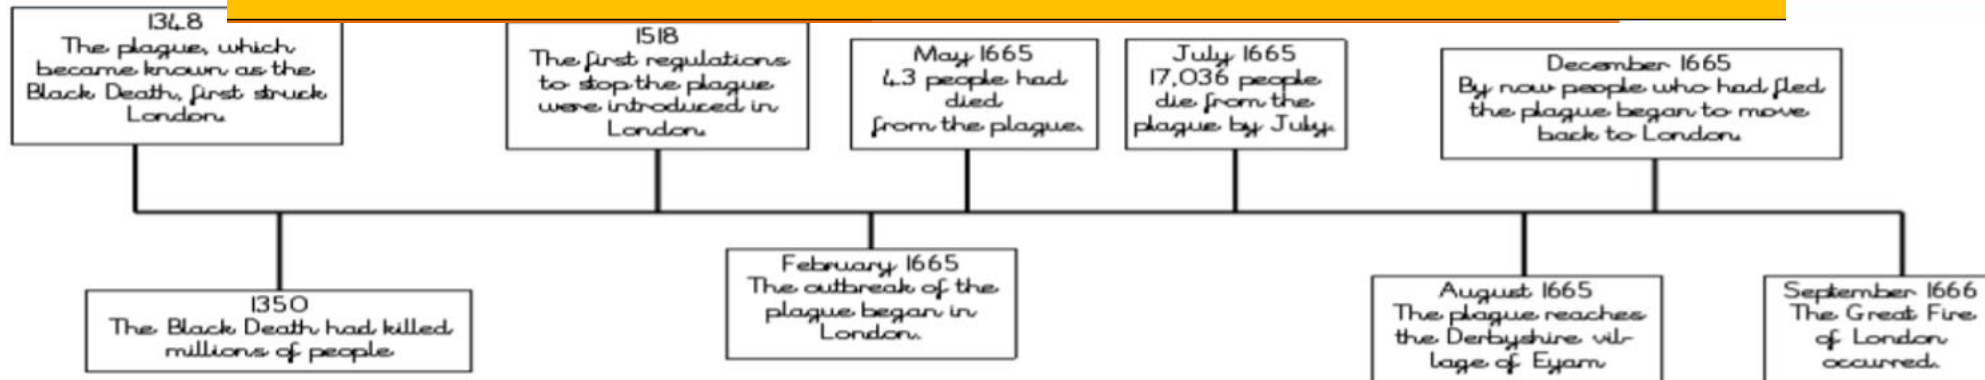 1348
The plague, which
became known as the
Black Death, first struck
London.
1350
The Black Death had killed
millions of people
1518
The first regulations
to stop the plague
were introduced in
London.
February 1665
The outbreak of the
plague began in
London.
May 1665
43 people had
died
from the plague.
July 1665
17,036 people
die from the
plague by July.
August 1665
The plague reaches
the Derbyshire vil-
lage of Eyam
December 1665
By now people who had fled
the plague began to move
back to London.
September 1666
The Great Fire
of London
occurred.